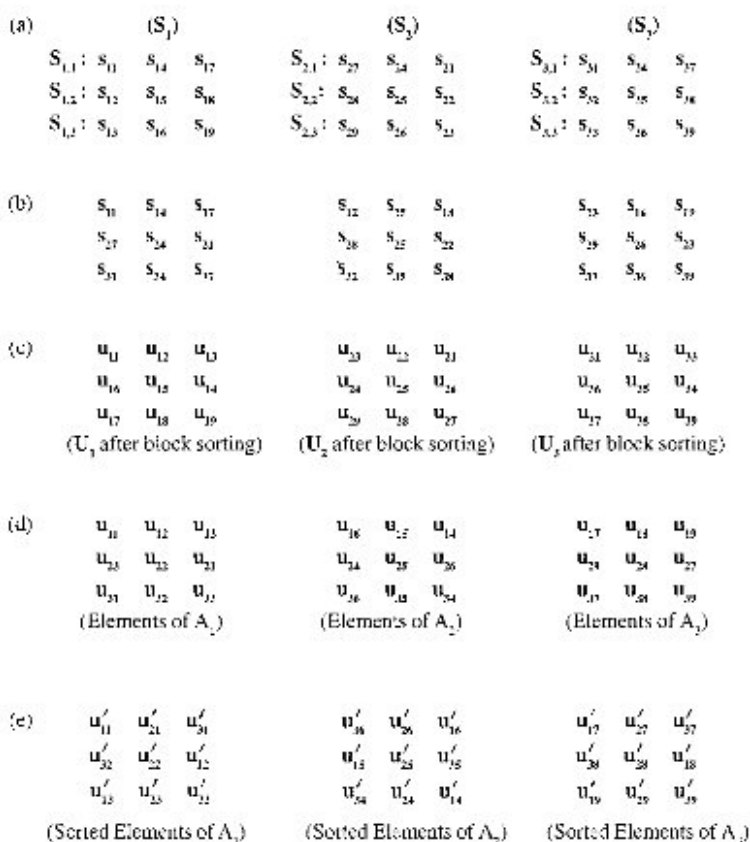 (a) (S₁) (S₂) (S₃)
S₁,₁: s₁₁ s₁₄ s₁₇ S₂,₁: s₂₇ s₂₄ s₂₁ S₃,₁: s₃₁ s₃₄ s₃₇
S₁,₂: s₁₂ s₁₅ s₁₈ S₂,₂: s₂₈ s₂₅ s₂₂ S₃,₂: s₃₂ s₃₅ s₃₈
S₁,₃: s₁₃ s₁₆ s₁₉ S₂,₃: s₂₉ s₂₆ s₂₃ S₃,₃: s₃₃ s₃₆ s₃₉
(b) s₁₁ s₁₄ s₁₇ s₁₂ s₁₅ s₁₈ s₁₃ s₁₆ s₁₉
s₂₇ s₂₄ s₂₁ s₂₈ s₂₅ s₂₂ s₂₉ s₂₆ s₂₃
s₃₁ s₃₄ s₃₇ s₃₂ s₃₅ s₃₈ s₃₃ s₃₆ s₃₉
(c) u₁₁ u₁₂ u₁₃ u₂₃ u₂₂ u₂₁ u₃₁ u₃₂ u₃₃
u₁₆ u₁₅ u₁₄ u₂₄ u₂₅ u₂₆ u₃₆ u₃₅ u₃₄
u₁₇ u₁₈ u₁₉ u₂₉ u₂₈ u₂₇ u₃₇ u₃₈ u₃₉
(U₁ after block sorting) (U₂ after block sorting) (U₃ after block sorting)
(d) u₁₁ u₁₂ u₁₃ u₁₆ u₁₅ u₁₄ u₁₇ u₁₈ u₁₉
u₂₃ u₂₂ u₂₁ u₂₄ u₂₅ u₂₆ u₂₉ u₂₈ u₂₇
u₃₁ u₃₂ u₃₃ u₃₆ u₃₅ u₃₄ u₃₇ u₃₈ u₃₉
(Elements of A₁) (Elements of A₂) (Elements of A₃)
(e) u′₁₁ u′₂₁ u′₃₁ u′₃₆ u′₂₆ u′₁₆ u′₁₇ u′₂₇ u′₃₇
u′₃₂ u′₂₂ u′₁₂ u′₁₅ u′₂₅ u′₃₅ u′₃₈ u′₂₈ u′₁₈
u′₁₃ u′₂₃ u′₃₃ u′₃₄ u′₂₄ u′₁₄ u′₁₉ u′₂₉ u′₃₉
(Sorted Elements of A₁) (Sorted Elements of A₂) (Sorted Elements of A₃)